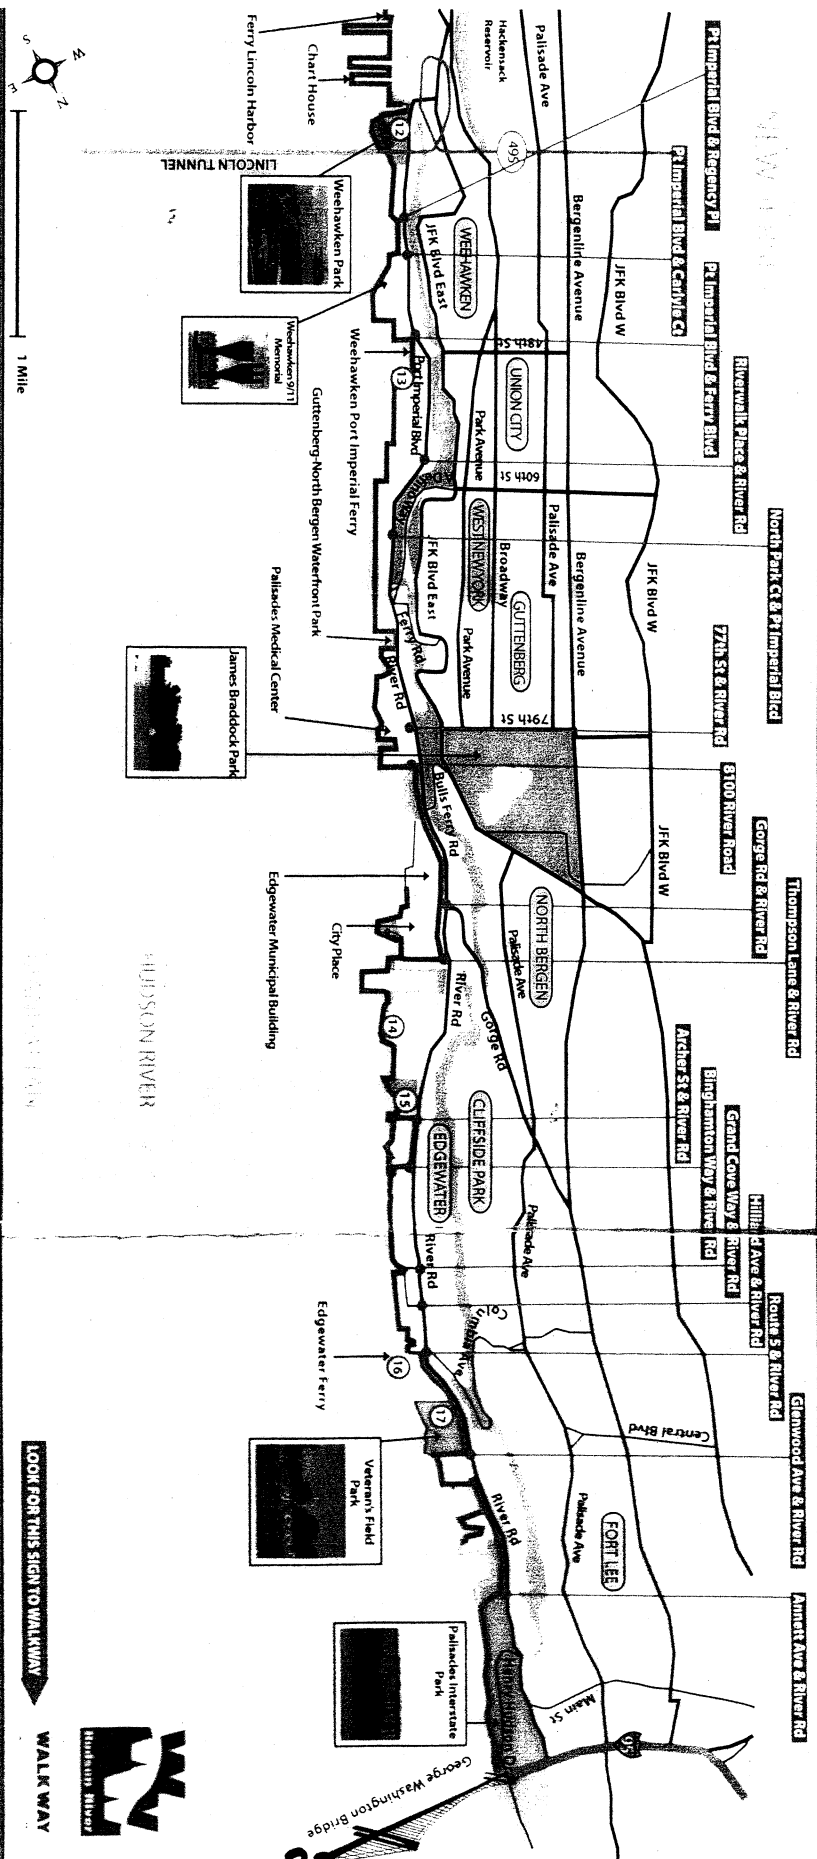 Pt Imperial Blvd & Regency Pl
Pt Imperial Blvd & Carlyle Ct
Pt Imperial Blvd & Ferry Blvd
Riverwalk Place & River Rd
North Park Ct & Pt Imperial Blcd
77th St & River Rd
8100 River Road
Gorge Rd & River Rd
Thompson Lane & River Rd
Archer St & River Rd
Binghamton Way & River Rd
Grand Cove Way & River Rd
Hilliard Ave & River Rd
Route 5 & River Rd
Glenwood Ave & River Rd
Annett Ave & River Rd
JFK Blvd W
JFK Blvd W
JFK Blvd W
Palisade Ave
Bergenline Avenue
Bergenline Avenue
Hackensack
Reservoir
495
WEEHAWKEN
48th St
UNION CITY
60th St
Palisade Ave
Park Avenue
WEST NEW YORK
Broadway
GUTTENBERG
Park Avenue
79th St
NORTH BERGEN
Palisade Ave
Gorge Rd
CLIFFSIDE PARK
Palisade Ave
Central Blvd
Palisade Ave
FORT LEE
Main St
95
JFK Blvd East
Port Imperial Blvd
JFK Blvd East
Ferry Rd
River Rd
Bulls Ferry Rd
River Rd
EDGEWATER
River Rd
River Rd
12
13
14
15
16
17
Ferry Lincoln Harbor
Chart House
LINCOLN TUNNEL
Weehawken Park
Weehawken 9/11
Memorial
Weehawken Port Imperial Ferry
Guttenberg-North Bergen Waterfront Park
Palisades Medical Center
James Braddock Park
Edgewater Municipal Building
City Place
Edgewater Ferry
Veteran's Field
Park
Palisades Interstate
Park
George Washington Bridge
HUDSON RIVER
S
W
E
N
1 Mile
LOOK FOR THIS SIGN TO WALKWAY
Hudson River
WALKWAY